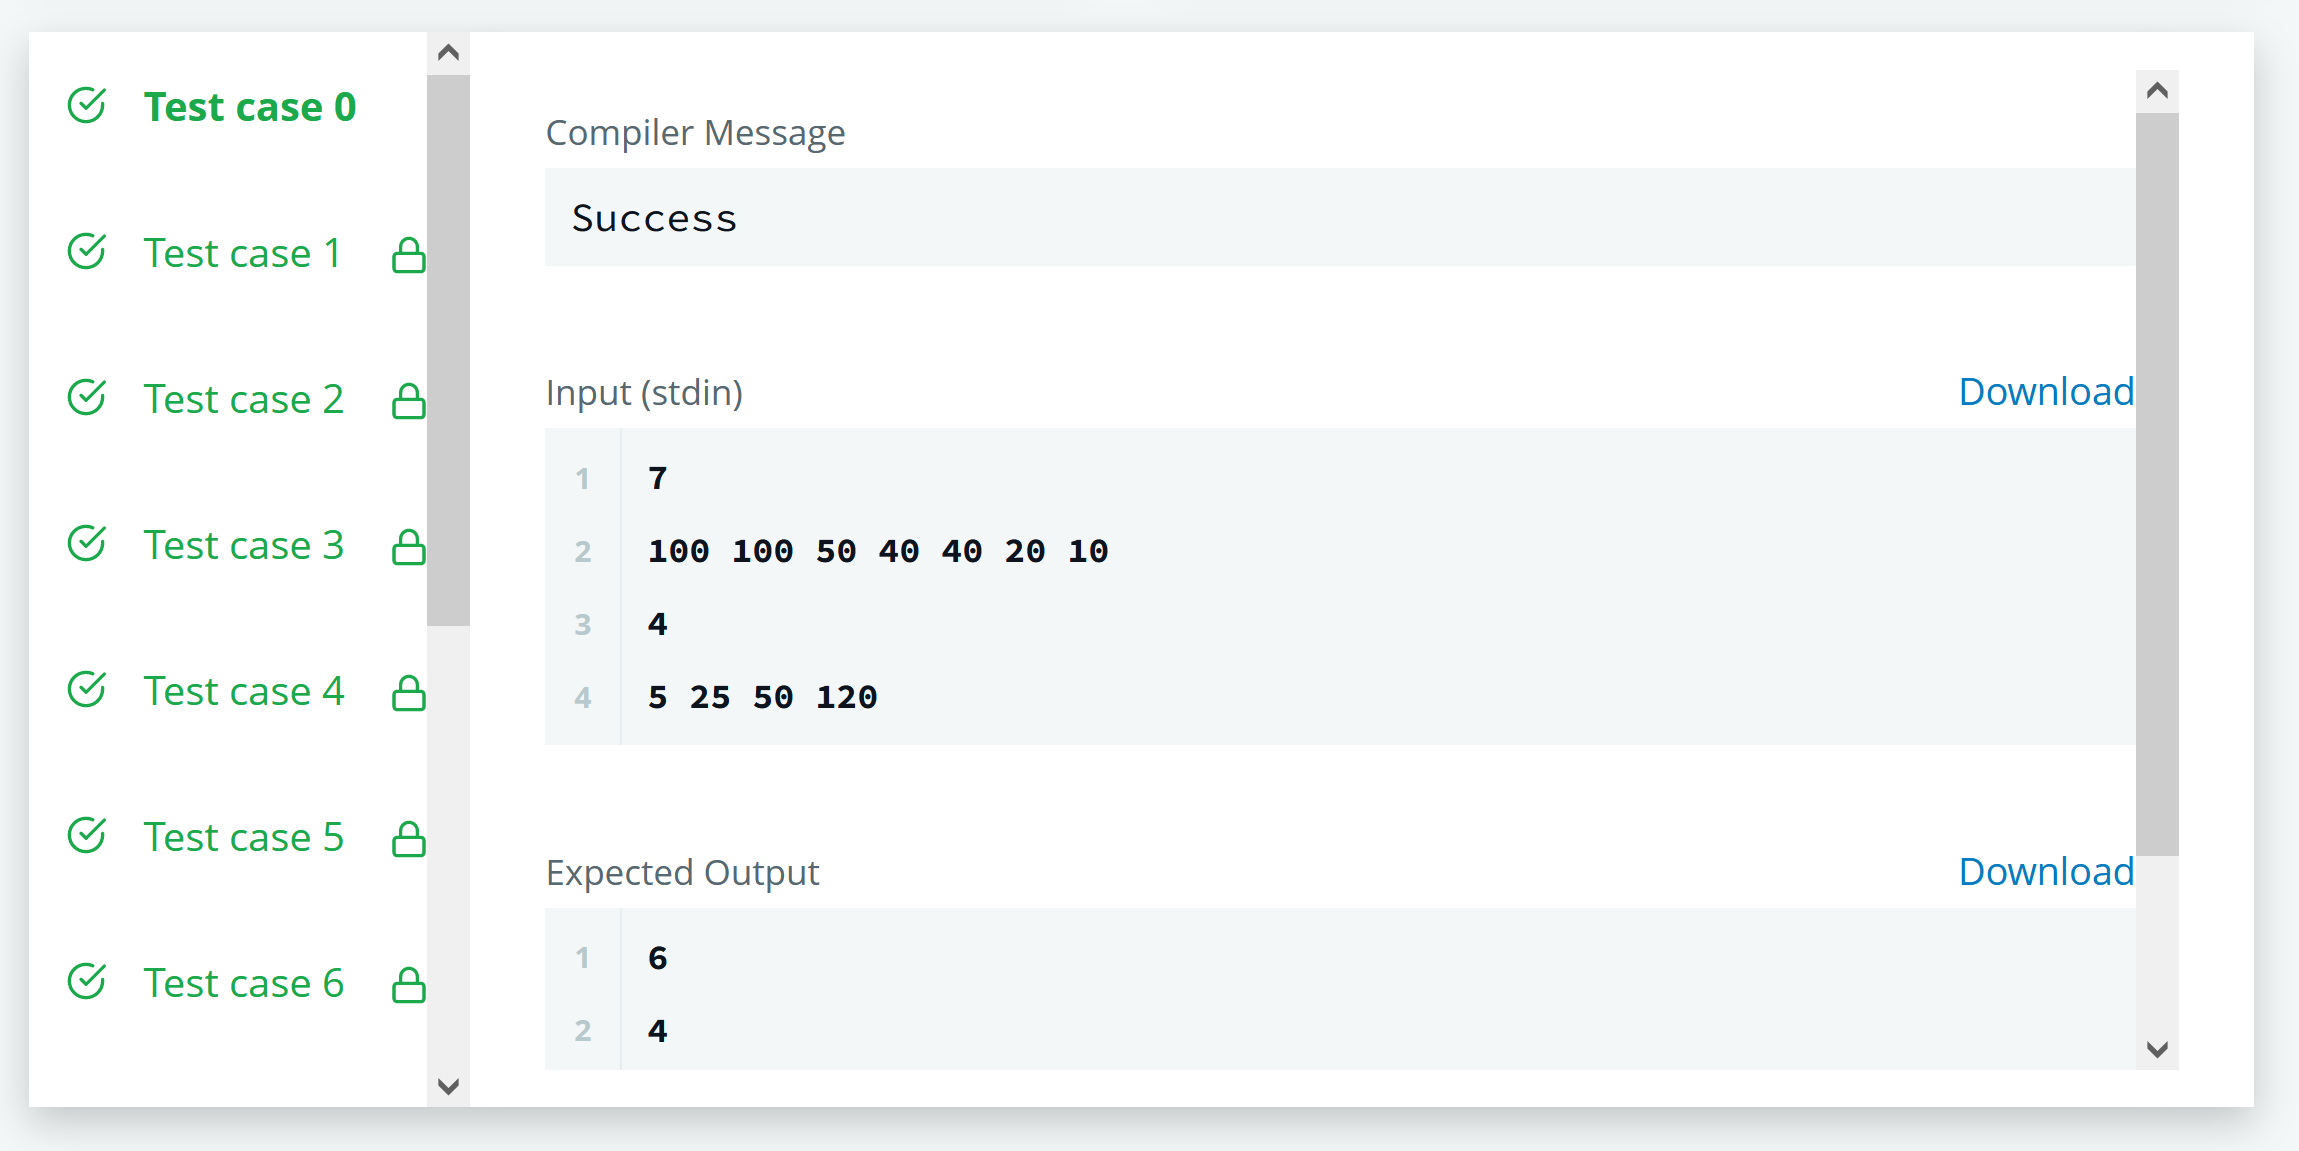 Test case 0
Test case 1
Test case 2
Test case 3
Test case 4
Test case 5
Test case 6
Compiler Message
Success
Input (stdin)
Download
1 7
2 100 100 50 40 40 20 10
3 4
4 5 25 50 120
Expected Output
Download
1 6
2 4